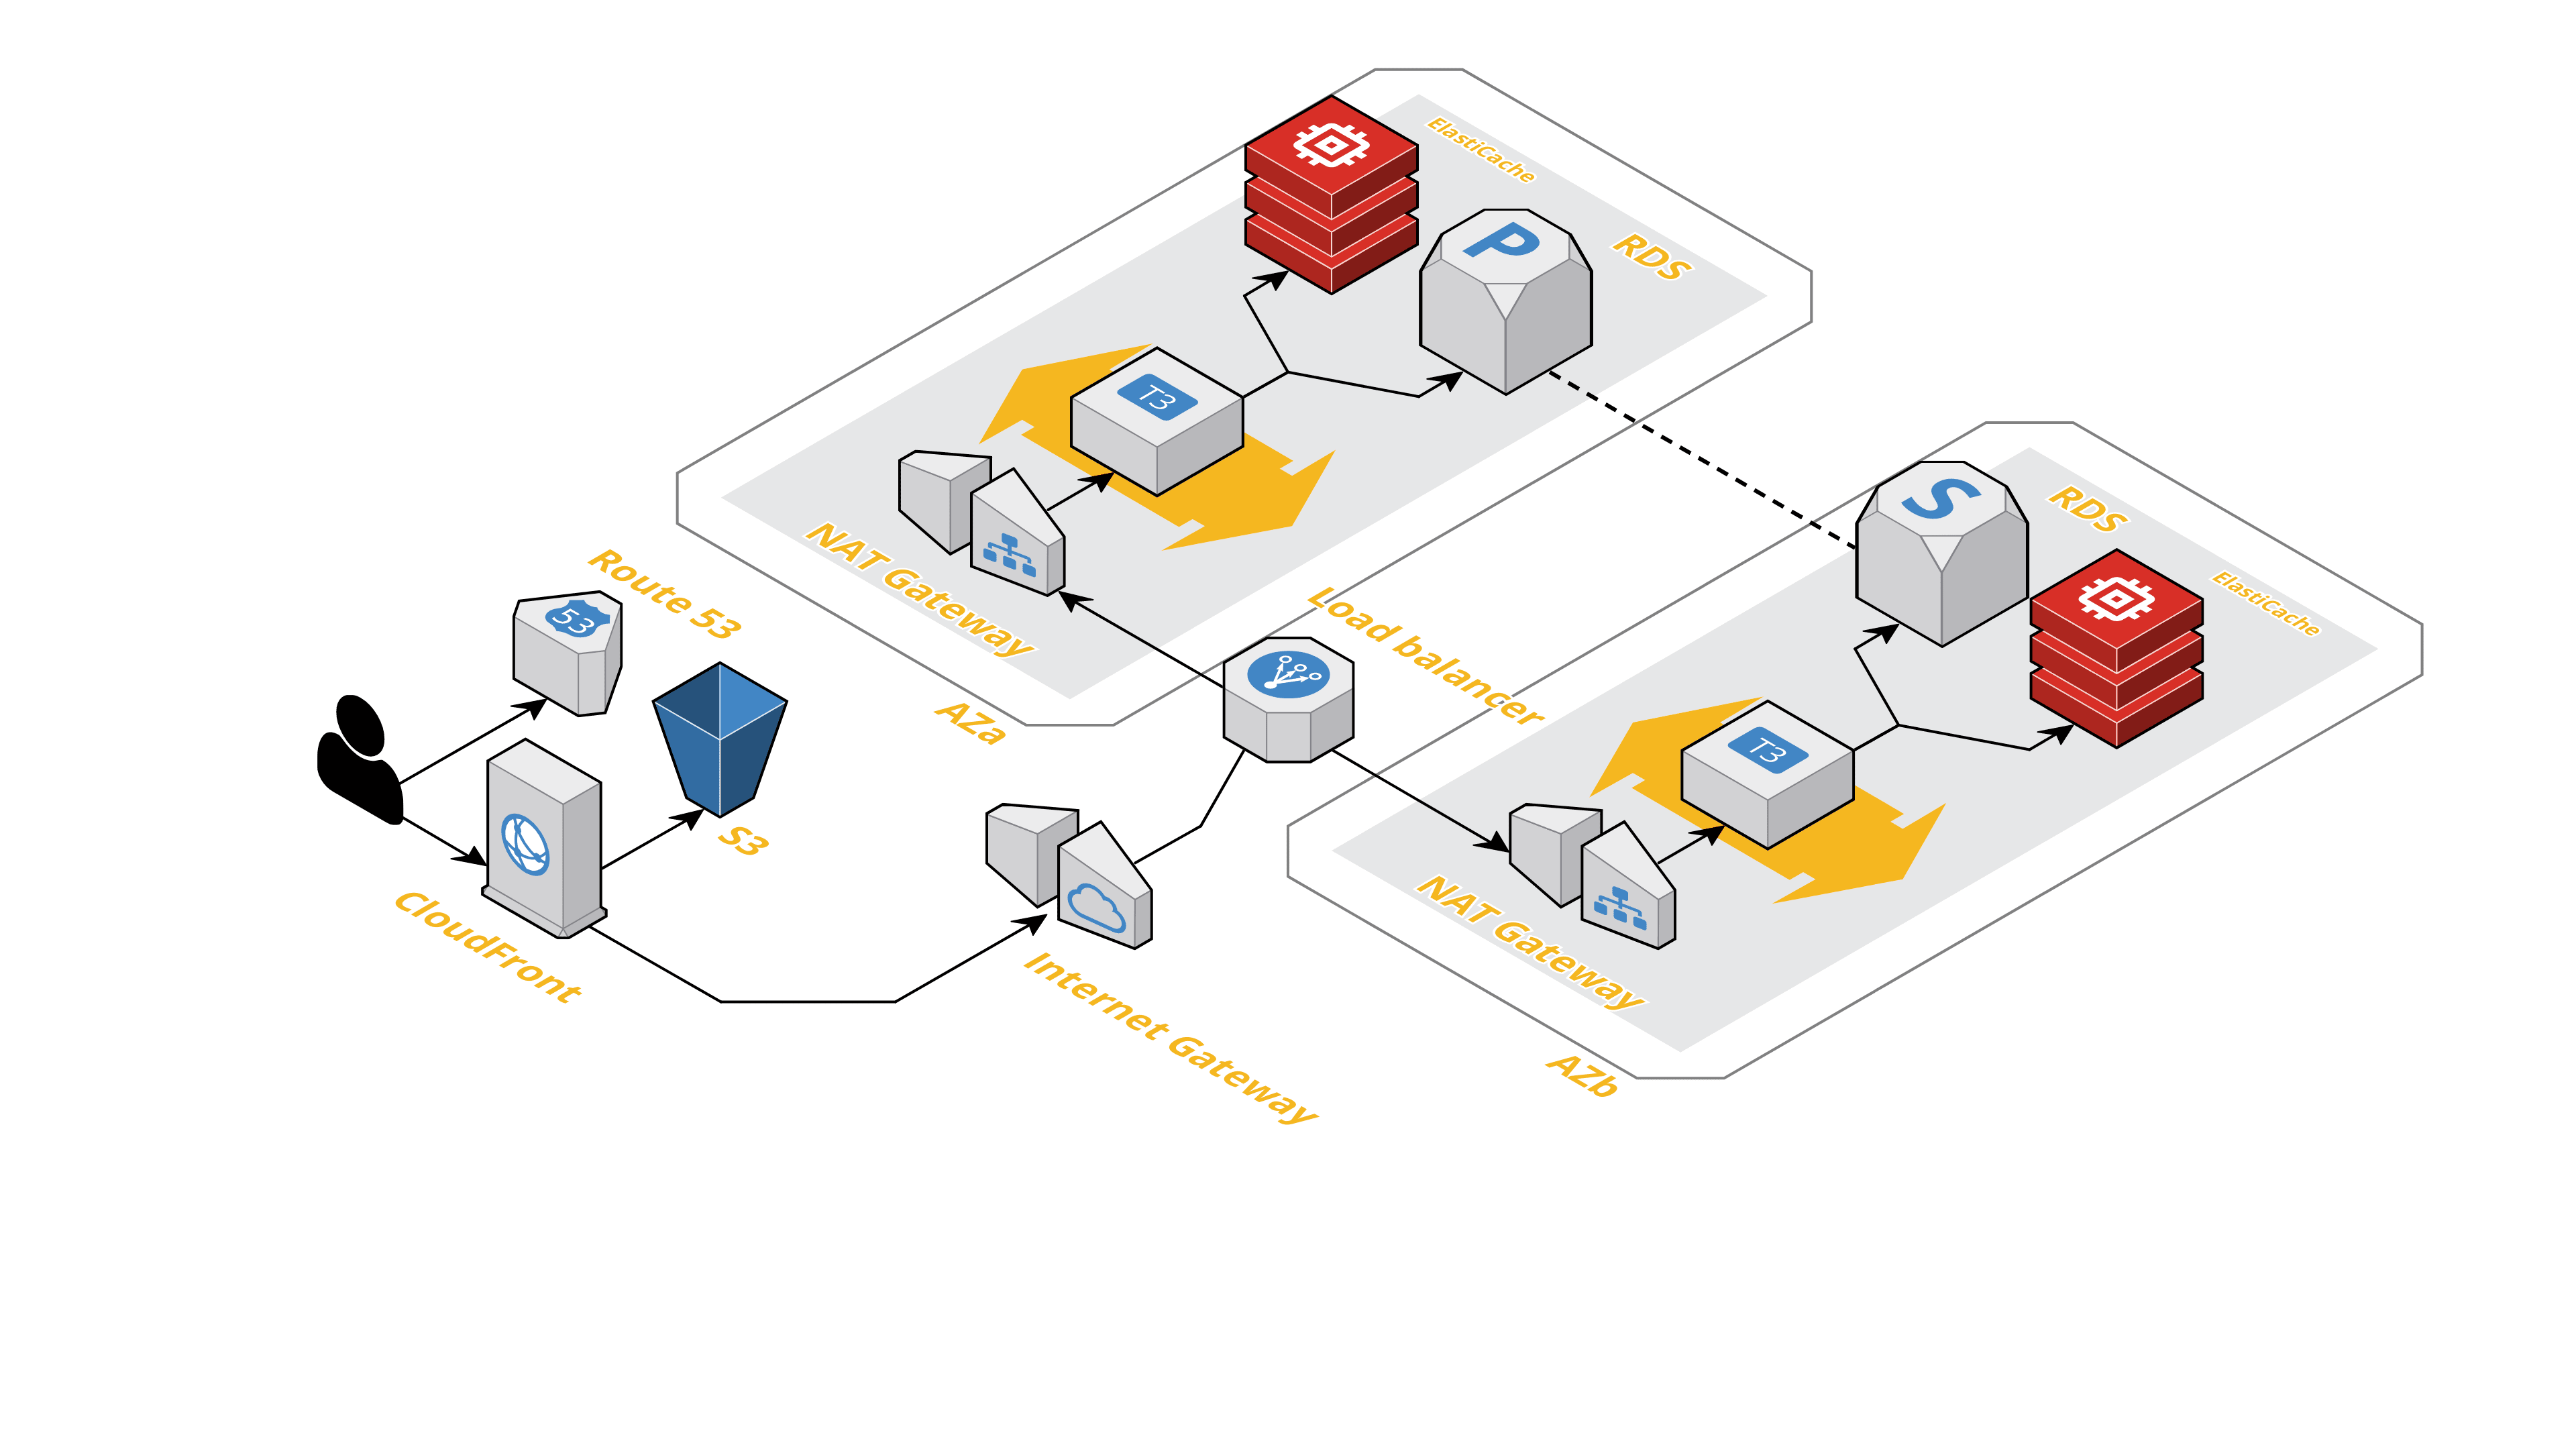 ElastiCache
P
RDS
T3
NAT Gateway
AZa
Route 53
53
S3
CloudFront
Load balancer
Internet Gateway
S
RDS
ElastiCache
T3
NAT Gateway
AZb